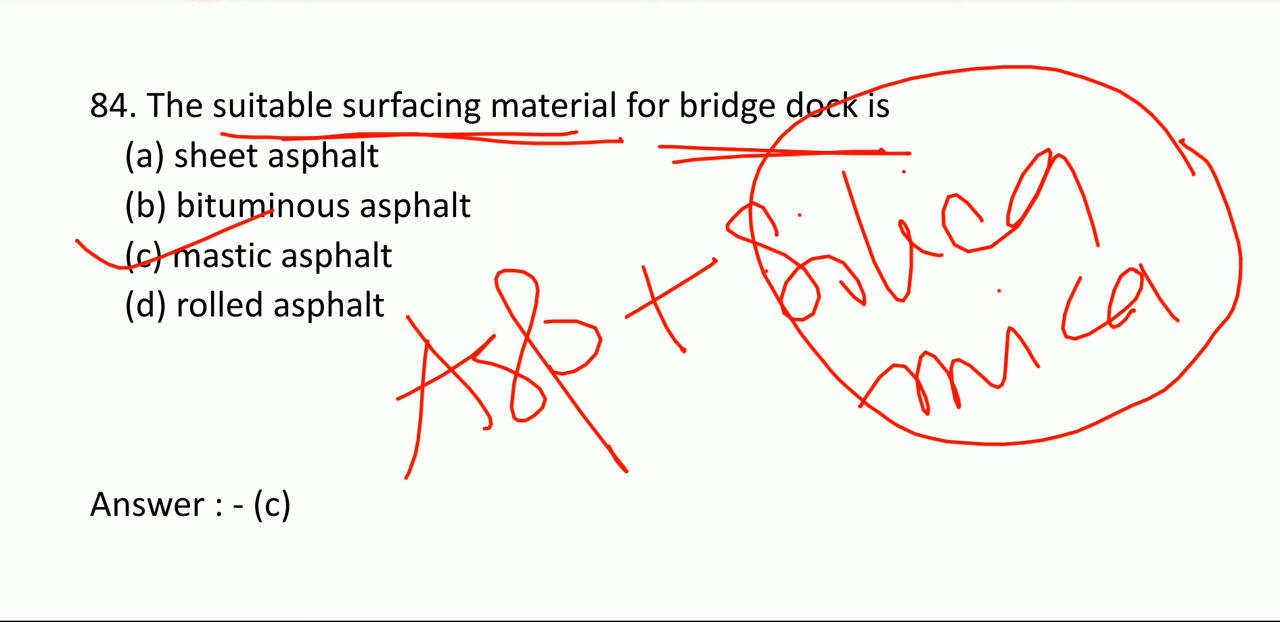 84. The suitable surfacing material for bridge dock is
(a) sheet asphalt
(b) bituminous asphalt
(c) mastic asphalt
(d) rolled asphalt
Asp + Silica
mica
Answer : - (c)